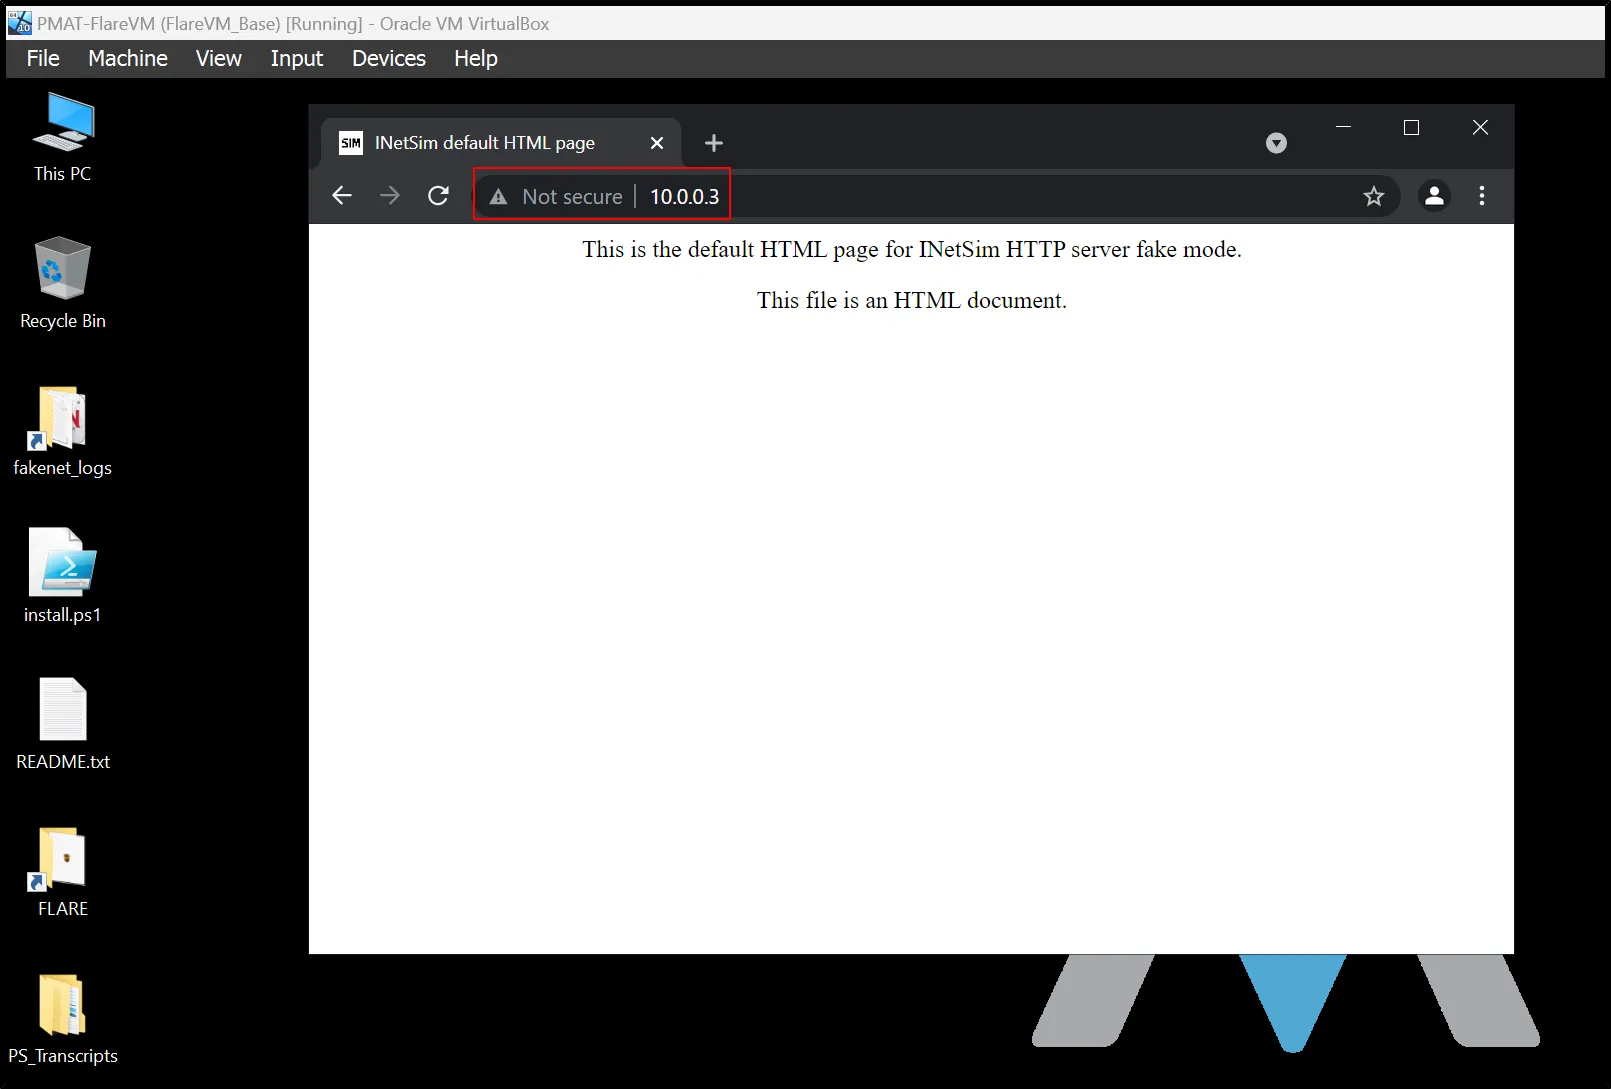 PMAT-FlareVM (FlareVM_Base) [Running] - Oracle VM VirtualBox
File Machine View Input Devices Help
This PC
Recycle Bin
fakenet_logs
install.ps1
README.txt
FLARE
PS_Transcripts
SIM INetSim default HTML page
Not secure | 10.0.0.3
This is the default HTML page for INetSim HTTP server fake mode.
This file is an HTML document.